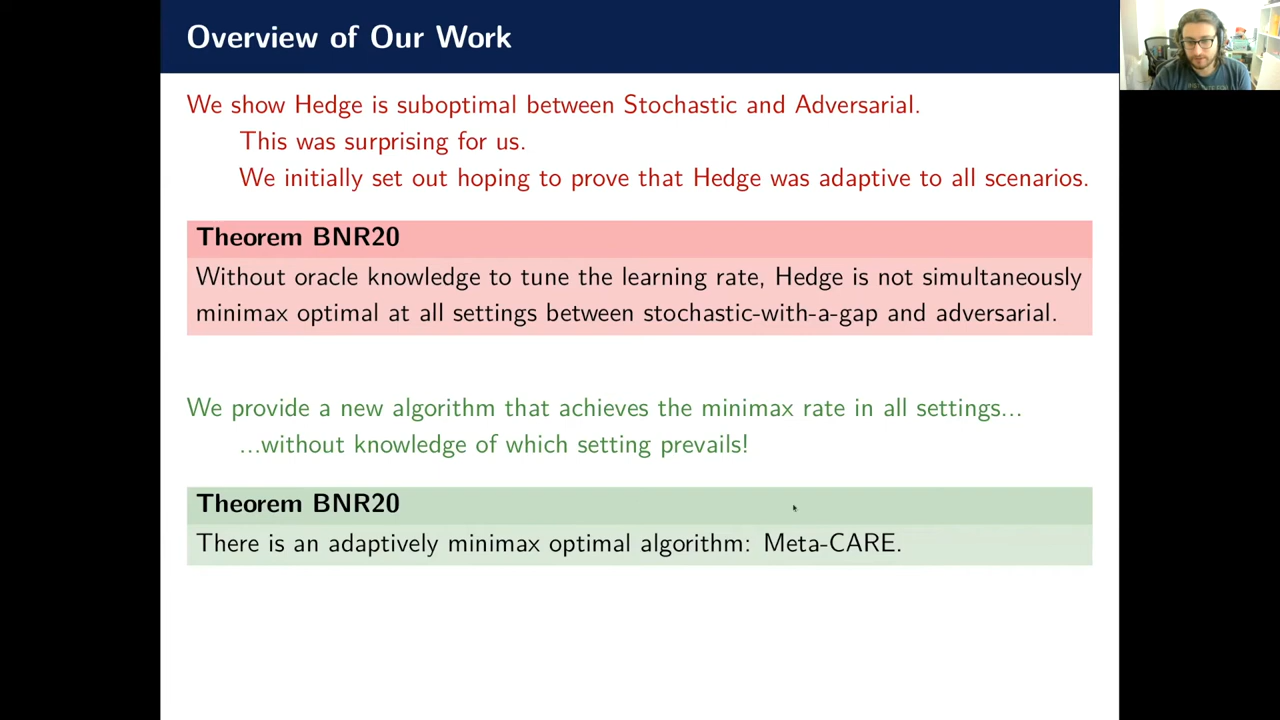 Overview of Our Work
We show Hedge is suboptimal between Stochastic and Adversarial.
This was surprising for us.
We initially set out hoping to prove that Hedge was adaptive to all scenarios.
Theorem BNR20
Without oracle knowledge to tune the learning rate, Hedge is not simultaneously
minimax optimal at all settings between stochastic-with-a-gap and adversarial.
We provide a new algorithm that achieves the minimax rate in all settings...
...without knowledge of which setting prevails!
Theorem BNR20
There is an adaptively minimax optimal algorithm: Meta-CARE.